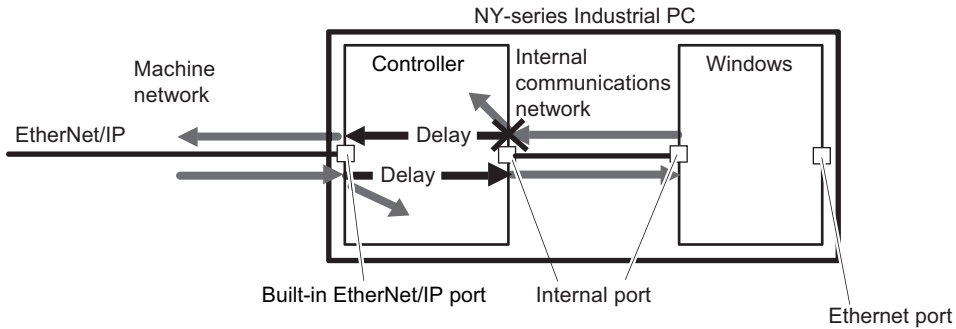 NY-series Industrial PC
Machine
network
Controller
Internal
communications
network
Windows
EtherNet/IP
Delay
Delay
Built-in EtherNet/IP port
Internal port
Ethernet port